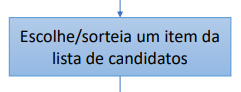 Escolhe/sorteia um item da
lista de candidatos